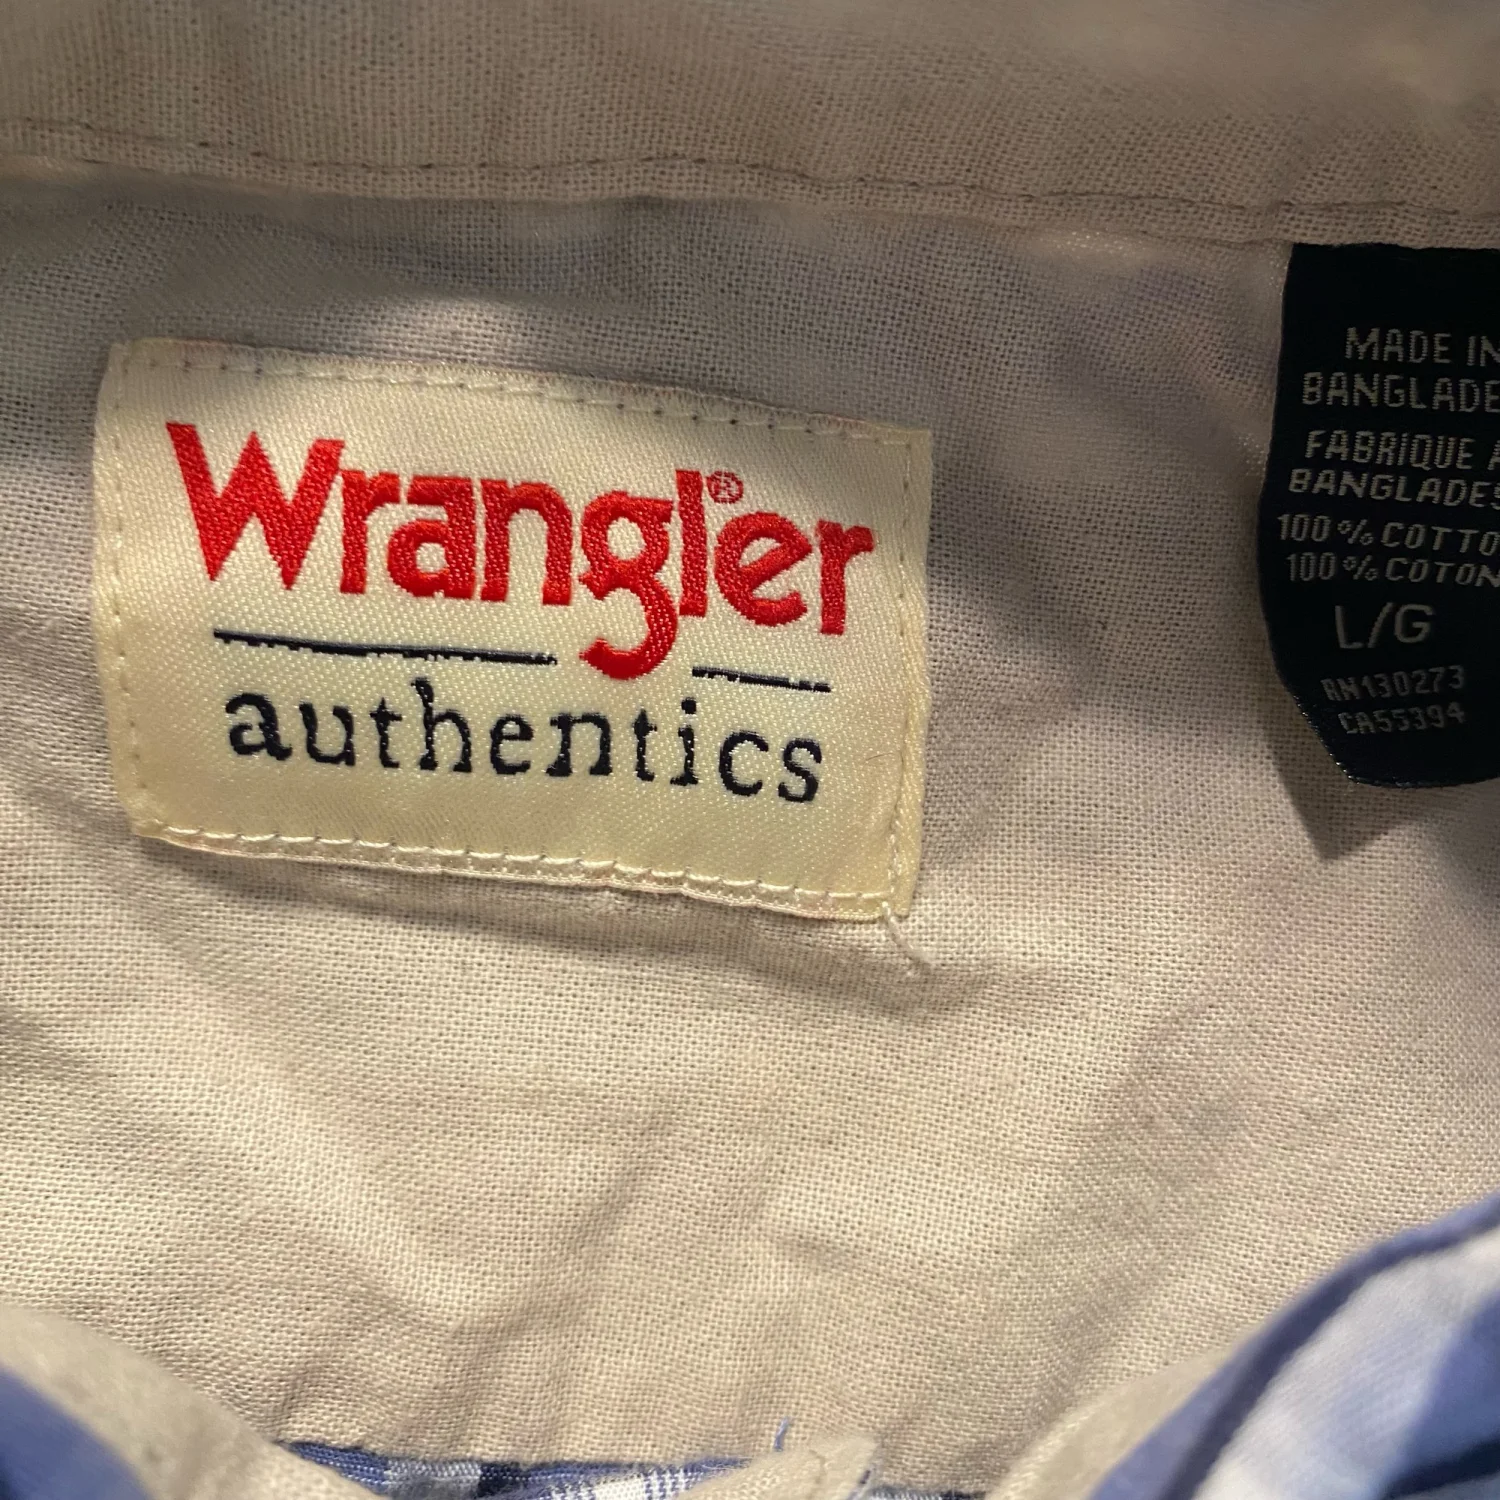 Wrangler®
authentics
MADE IN
BANGLADE
FABRIQUE A
BANGLADES
100% COTTO
100% COTON
L/G
RN130273
CA55394